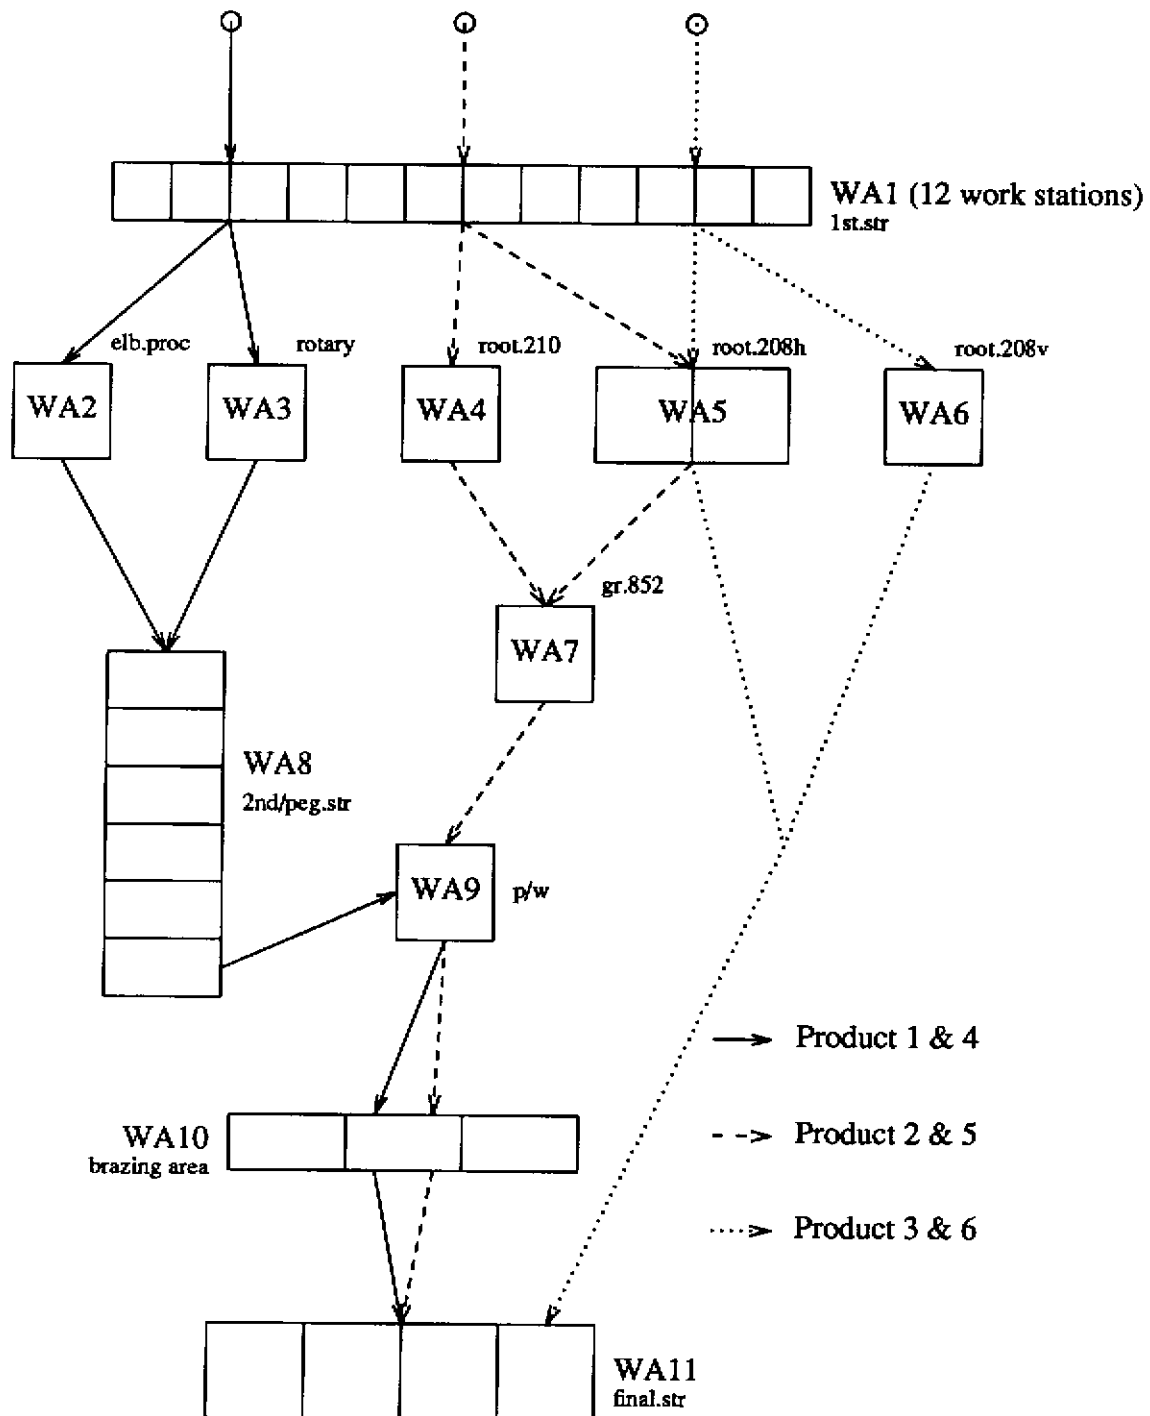 WA1 (12 work stations)
1st.str
elb.proc
rotary
root.210
root.208h
root.208v
WA2
WA3
WA4
WA5
WA6
gr.852
WA7
WA8
2nd/peg.str
WA9
p/w
Product 1 & 4
WA10
brazing area
Product 2 & 5
Product 3 & 6
WA11
final.str